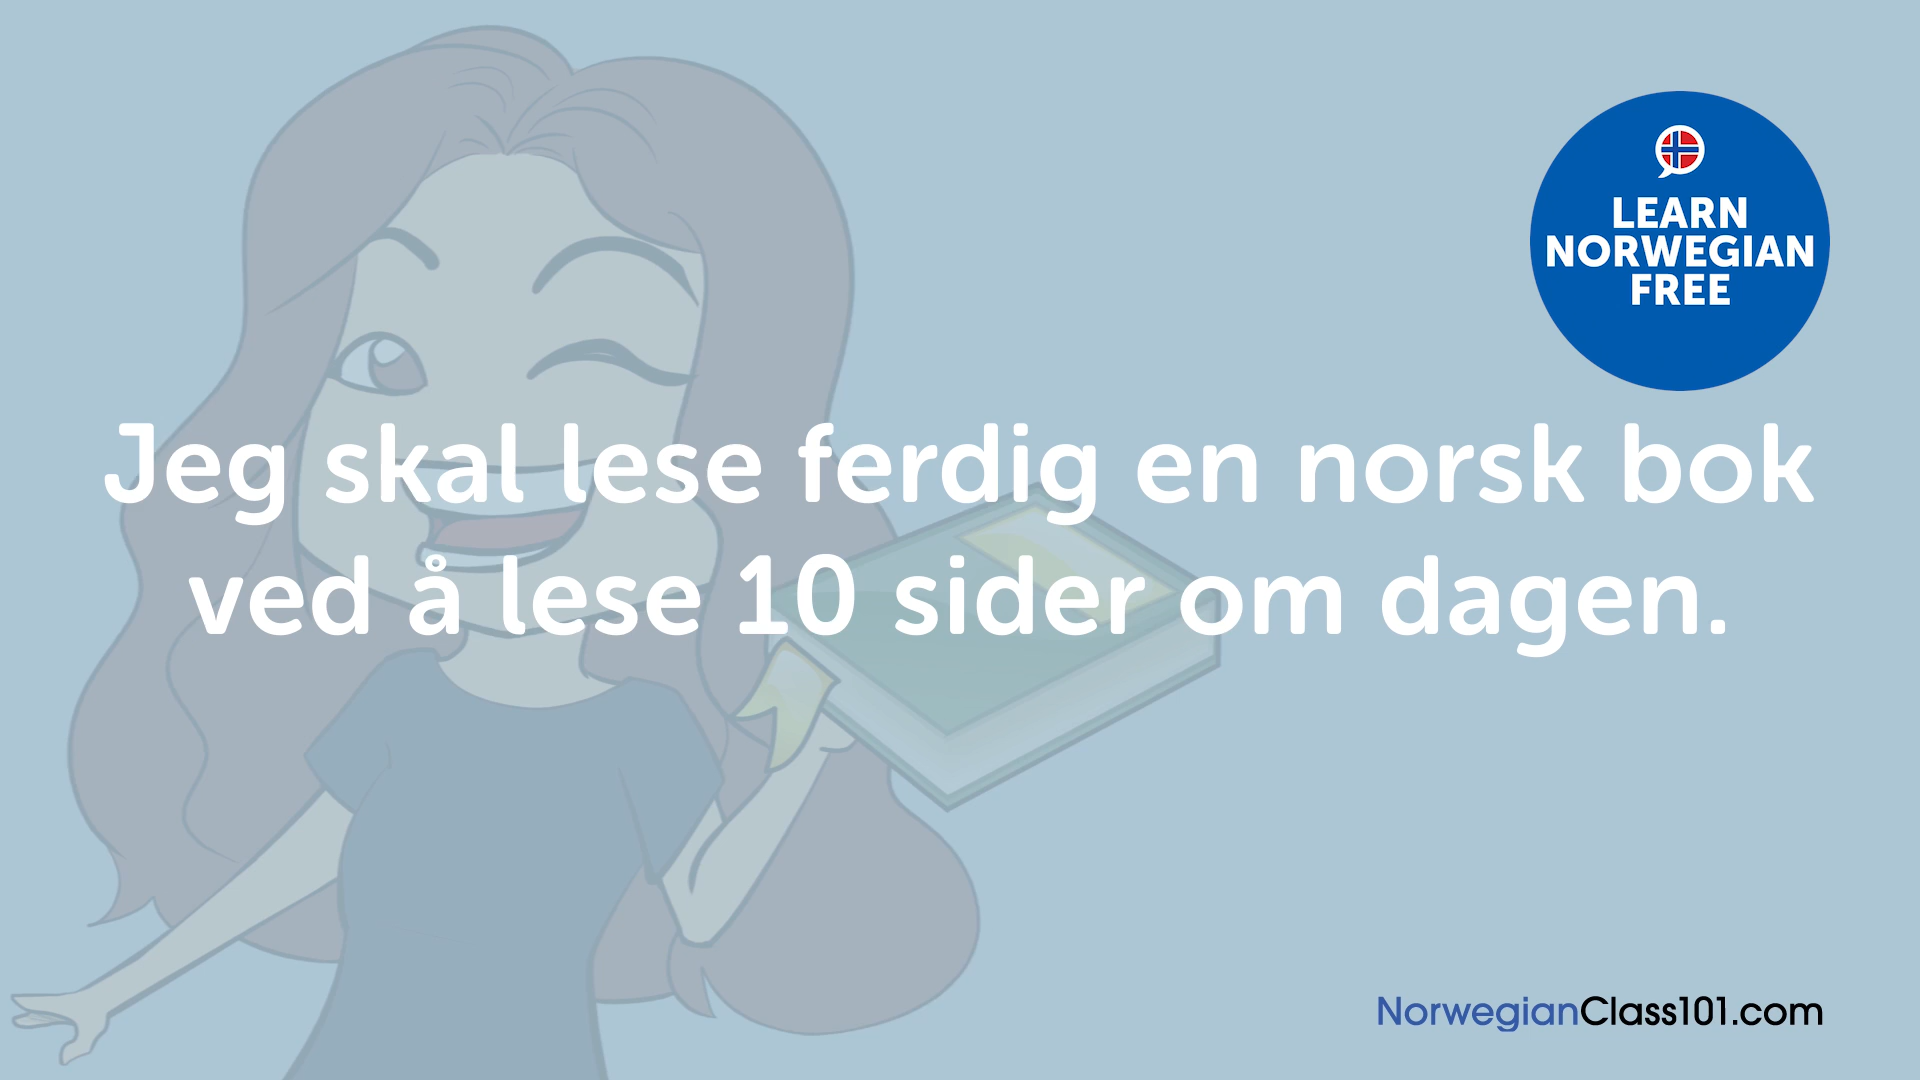 LEARN
NORWEGIAN
FREE
Jeg skal lese ferdig en norsk bok
ved å lese 10 sider om dagen.
NorwegianClass101.com